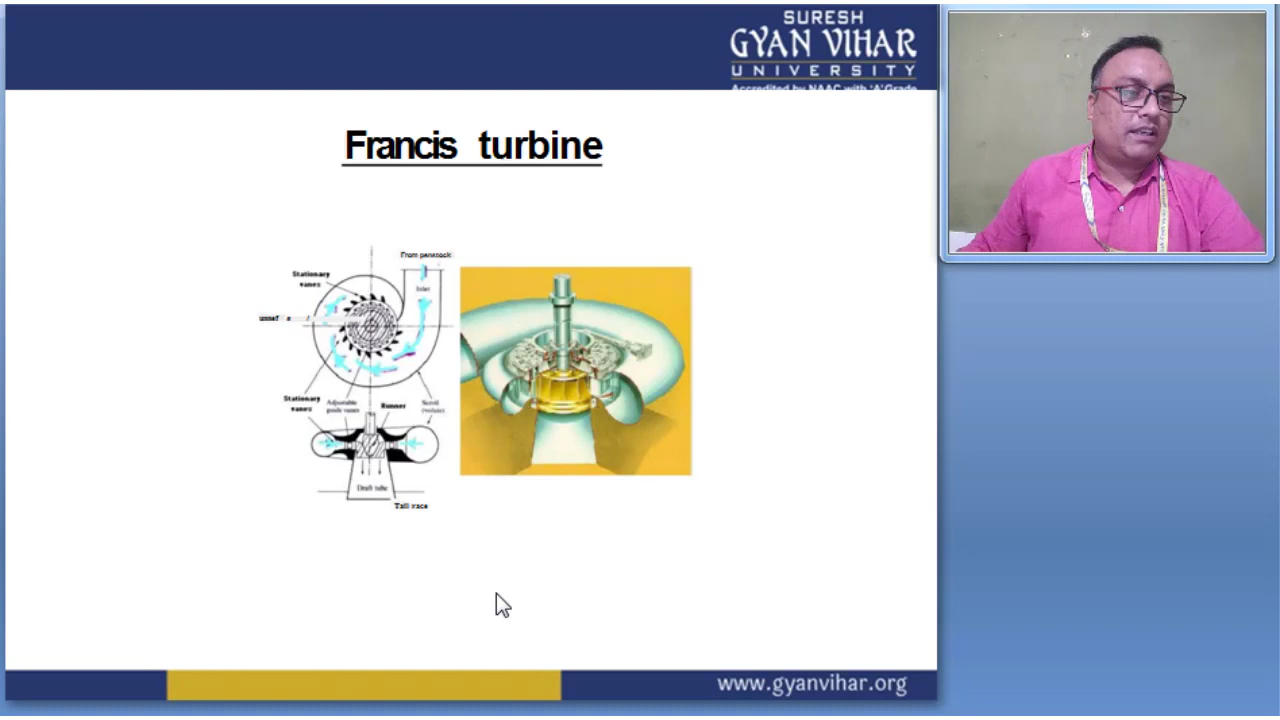 SURESH
GYAN VIHAR
UNIVERSITY
Accredited by NAAC with 'A' Grade
Francis turbine
From penstock
Stationary
vanes
Inlet
Stationary
vanes
Adjustable
guide vanes
Runner
Scroll
(volute)
Draft tube
Tail race
www.gyanvihar.org